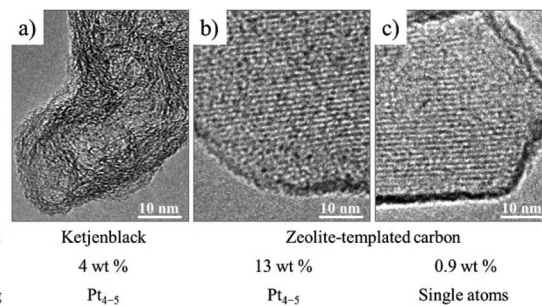 a) b) c)
10 nm 10 nm 10 nm
Ketjenblack Zeolite-templated carbon
4 wt % 13 wt % 0.9 wt %
Pt4–5 Pt4–5 Single atoms